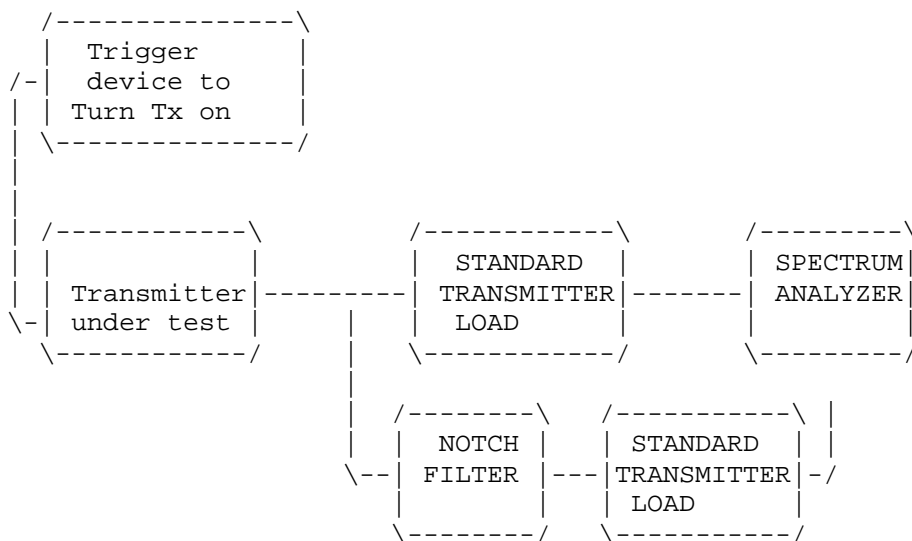 Trigger
device to
Turn Tx on
Transmitter
under test
STANDARD
TRANSMITTER
LOAD
SPECTRUM
ANALYZER
NOTCH
FILTER
STANDARD
TRANSMITTER
LOAD